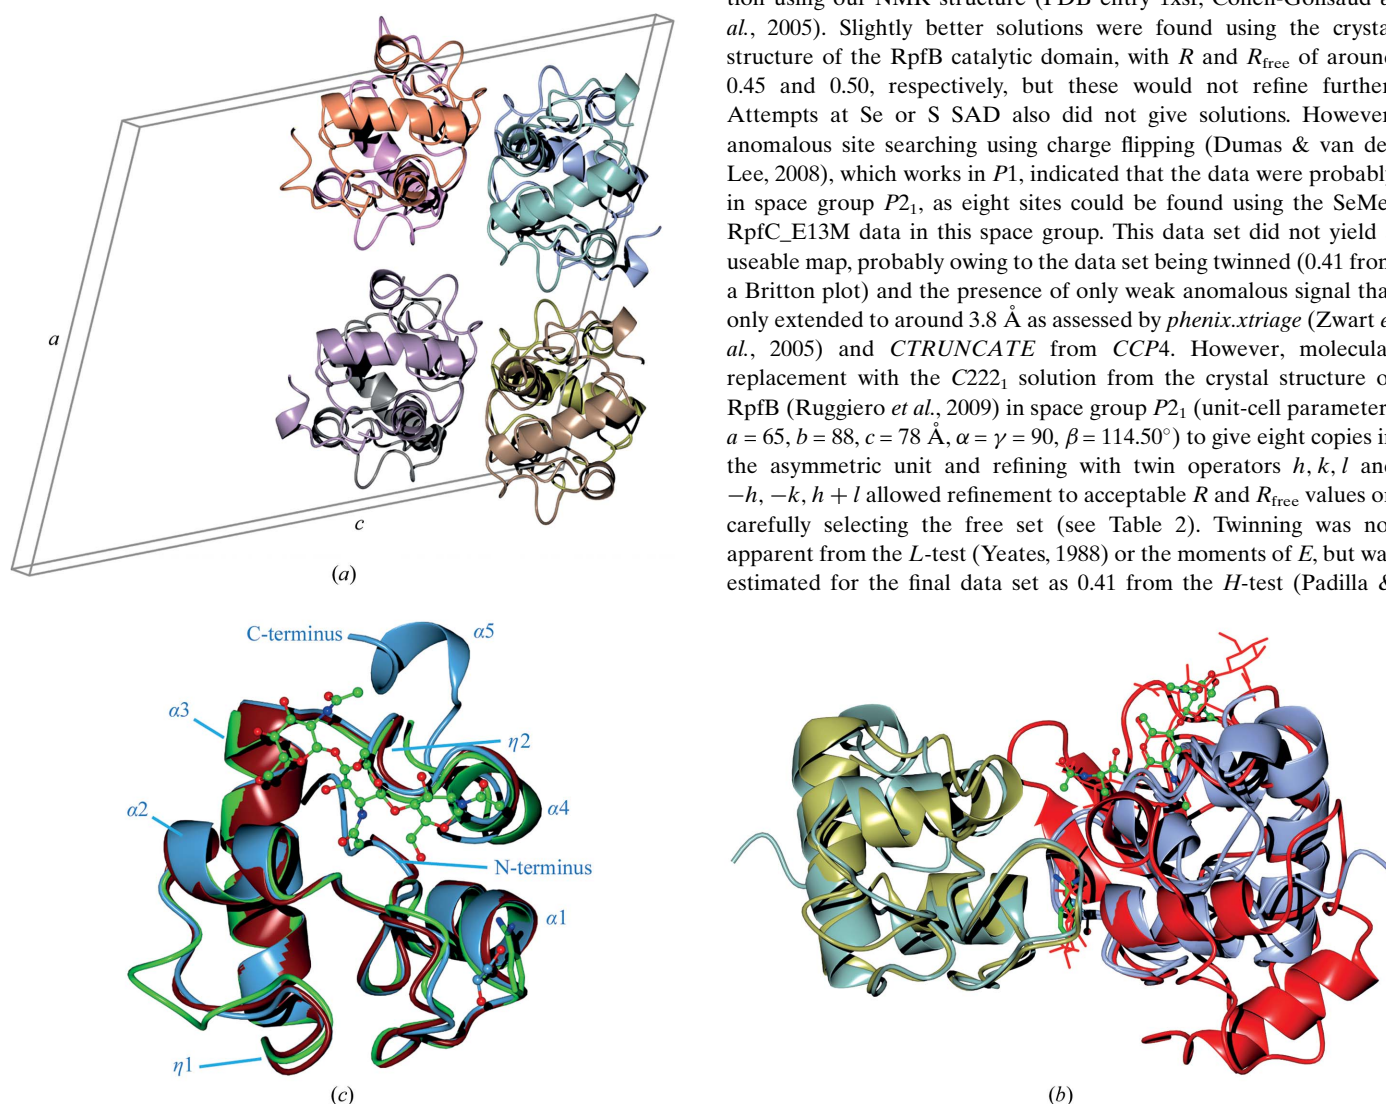 a
c
(a)
tion using our NMR structure (PDB entry 1xsf; Cohen-Gonsaud
al., 2005). Slightly better solutions were found using the crysta
structure of the RpfB catalytic domain, with R and Rfree of around
0.45 and 0.50, respectively, but these would not refine further
Attempts at Se or S SAD also did not give solutions. However
anomalous site searching using charge flipping (Dumas & van de
Lee, 2008), which works in P1, indicated that the data were probably
in space group P2₁, as eight sites could be found using the SeMe
RpfC_E13M data in this space group. This data set did not yield
useable map, probably owing to the data set being twinned (0.41 from
a Britton plot) and the presence of only weak anomalous signal tha
only extended to around 3.8 Å as assessed by phenix.xtriage (Zwart e
al., 2005) and CTRUNCATE from CCP4. However, molecula
replacement with the C222₁ solution from the crystal structure o
RpfB (Ruggiero et al., 2009) in space group P2₁ (unit-cell parameter
a = 65, b = 88, c = 78 Å, α = γ = 90, β = 114.50°) to give eight copies in
the asymmetric unit and refining with twin operators h, k, l and
−h, −k, h + l allowed refinement to acceptable R and Rfree values on
carefully selecting the free set (see Table 2). Twinning was no
apparent from the L-test (Yeates, 1988) or the moments of E, but wa
estimated for the final data set as 0.41 from the H-test (Padilla &
C-terminus
α5
α3
η2
α2
α4
N-terminus
α1
η1
(c)
(b)